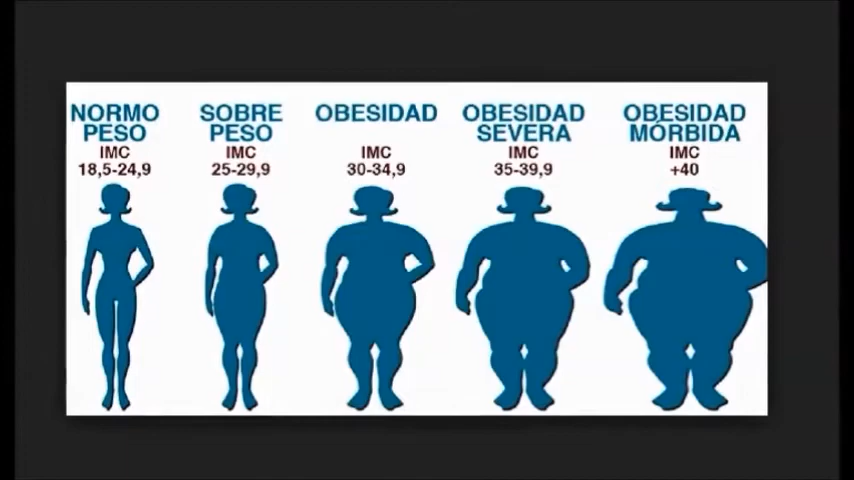 NORMO
PESO
IMC
18,5-24,9
SOBRE
PESO
IMC
25-29,9
OBESIDAD
IMC
30-34,9
OBESIDAD
SEVERA
IMC
35-39,9
OBESIDAD
MÓRBIDA
IMC
+40